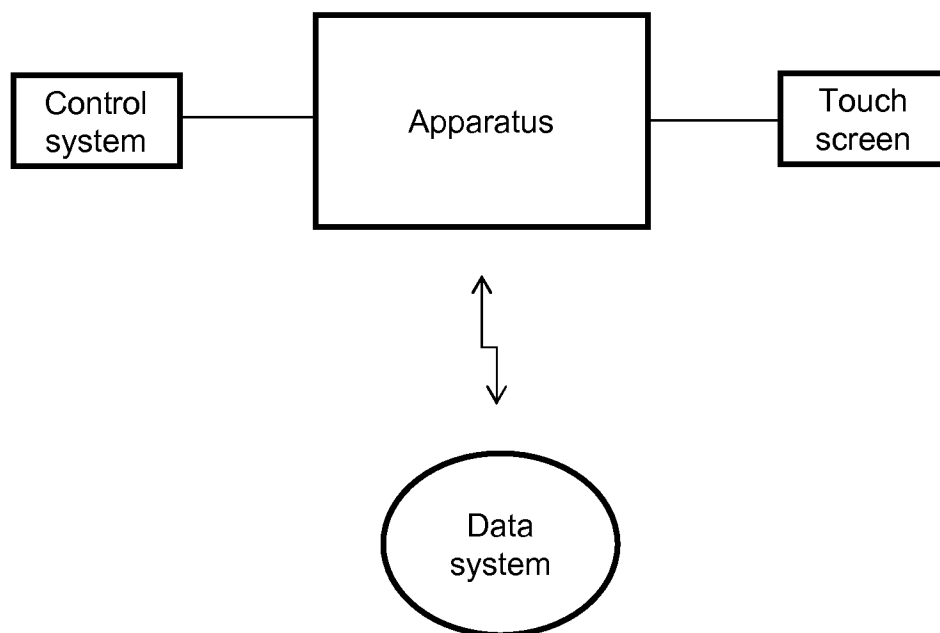 Control
system
Apparatus
Touch
screen
Data
system